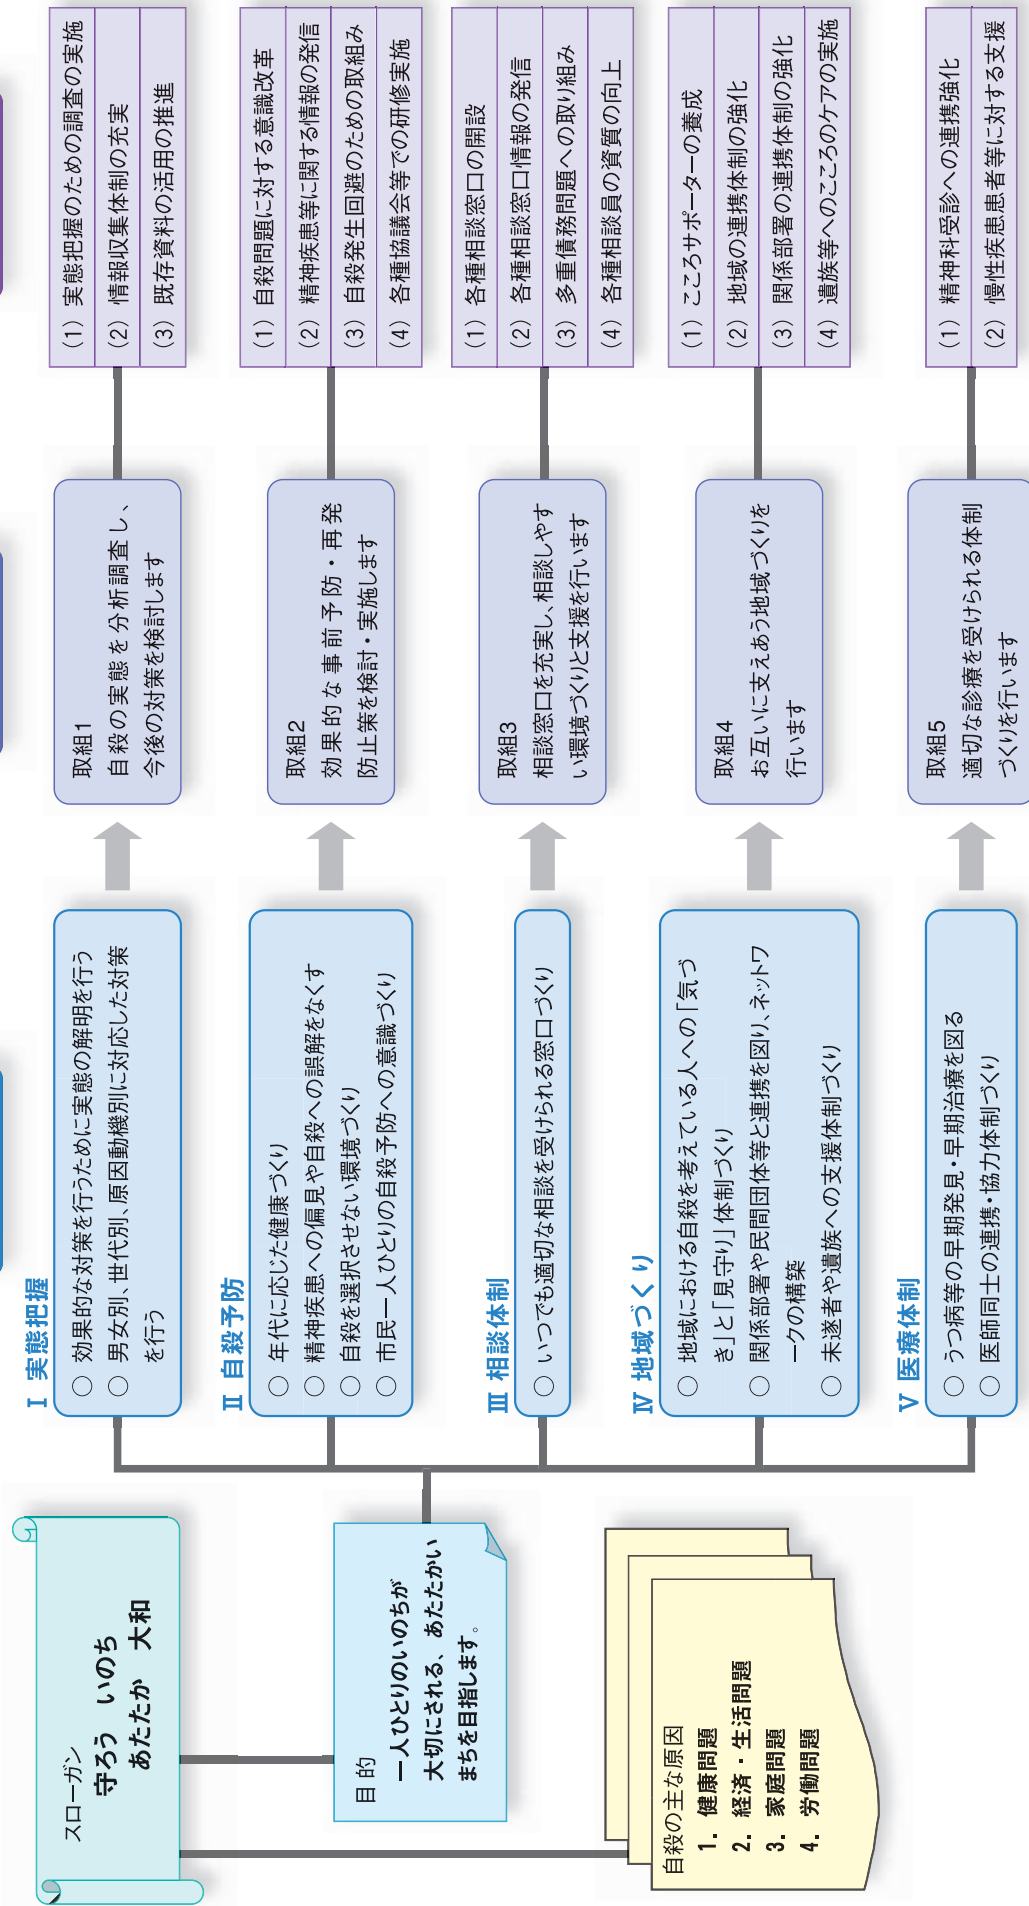 スローガン
守ろう　いのち
あたたか　大和
目 的
一人ひとりのいのちが
大切にされる、あたたかい
まちを目指します。
自殺の主な原因
1．健康問題
2．経済・生活問題
3．家庭問題
4．労働問題
Ⅰ 実態把握
○ 効果的な対策を行うために実態の解明を行う
○ 男女別、世代別、原因動機別に対応した対策
を行う
取組1
自殺の実態を分析調査し、
今後の対策を検討します
（1）実態把握のための調査の実施
（2）情報収集体制の充実
（3）既存資料の活用の推進
Ⅱ 自殺予防
○ 年代に応じた健康づくり
○ 精神疾患への偏見や自殺への誤解をなくす
○ 自殺を選択させない環境づくり
○ 市民一人ひとりの自殺予防への意識づくり
取組2
効果的な事前予防・再発
防止策を検討・実施します
（1）自殺問題に対する意識改革
（2）精神疾患等に関する情報の発信
（3）自殺発生回避のための取組み
（4）各種協議会等での研修実施
Ⅲ 相談体制
○ いつでも適切な相談を受けられる窓口づくり
取組3
相談窓口を充実し、相談しやす
い環境づくりと支援を行います
（1）各種相談窓口の開設
（2）各種相談窓口情報の発信
（3）多重債務問題への取り組み
（4）各種相談員の資質の向上
Ⅳ 地域づくり
○ 地域における自殺を考えている人への「気づ
き」と「見守り」体制づくり
○ 関係部署や民間団体等と連携を図り、ネットワ
ークの構築
○ 未遂者や遺族への支援体制づくり
取組4
お互いに支えあう地域づくりを
行います
（1）こころサポーターの養成
（2）地域の連携体制の強化
（3）関係部署の連携体制の強化
（4）遺族等へのこころのケアの実施
Ⅴ 医療体制
○ うつ病等の早期発見・早期治療を図る
○ 医師同士の連携・協力体制づくり
取組5
適切な診療を受けられる体制
づくりを行います
（1）精神科受診への連携強化
（2）慢性疾患患者等に対する支援